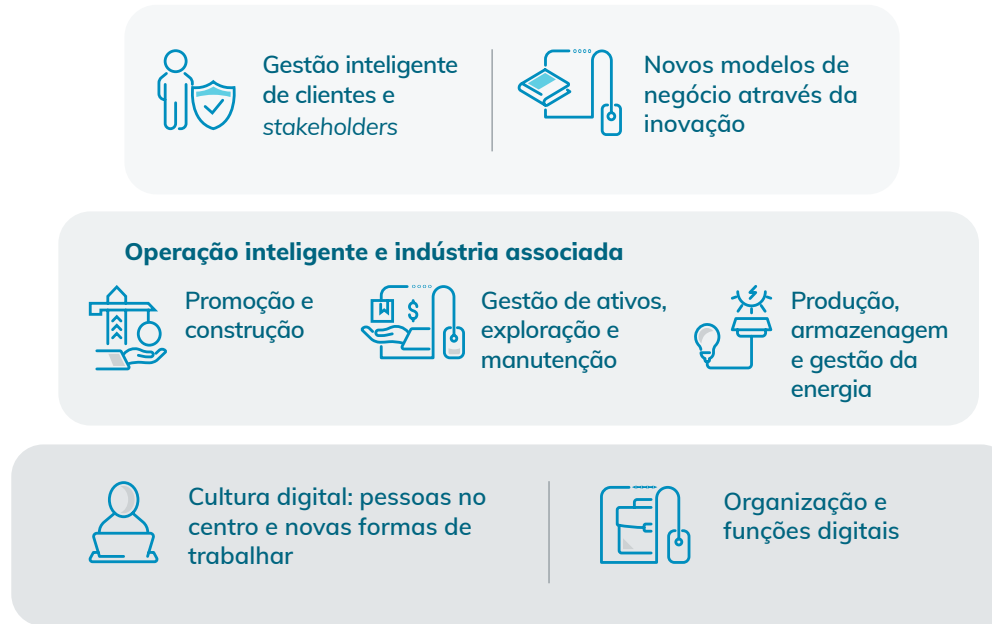 Gestão inteligente
de clientes e
stakeholders
Novos modelos de
negócio através da
inovação
Operação inteligente e indústria associada
Promoção e
construção
Gestão de ativos,
exploração e
manutenção
Produção,
armazenagem
e gestão da
energia
Cultura digital: pessoas no
centro e novas formas de
trabalhar
Organização e
funções digitais